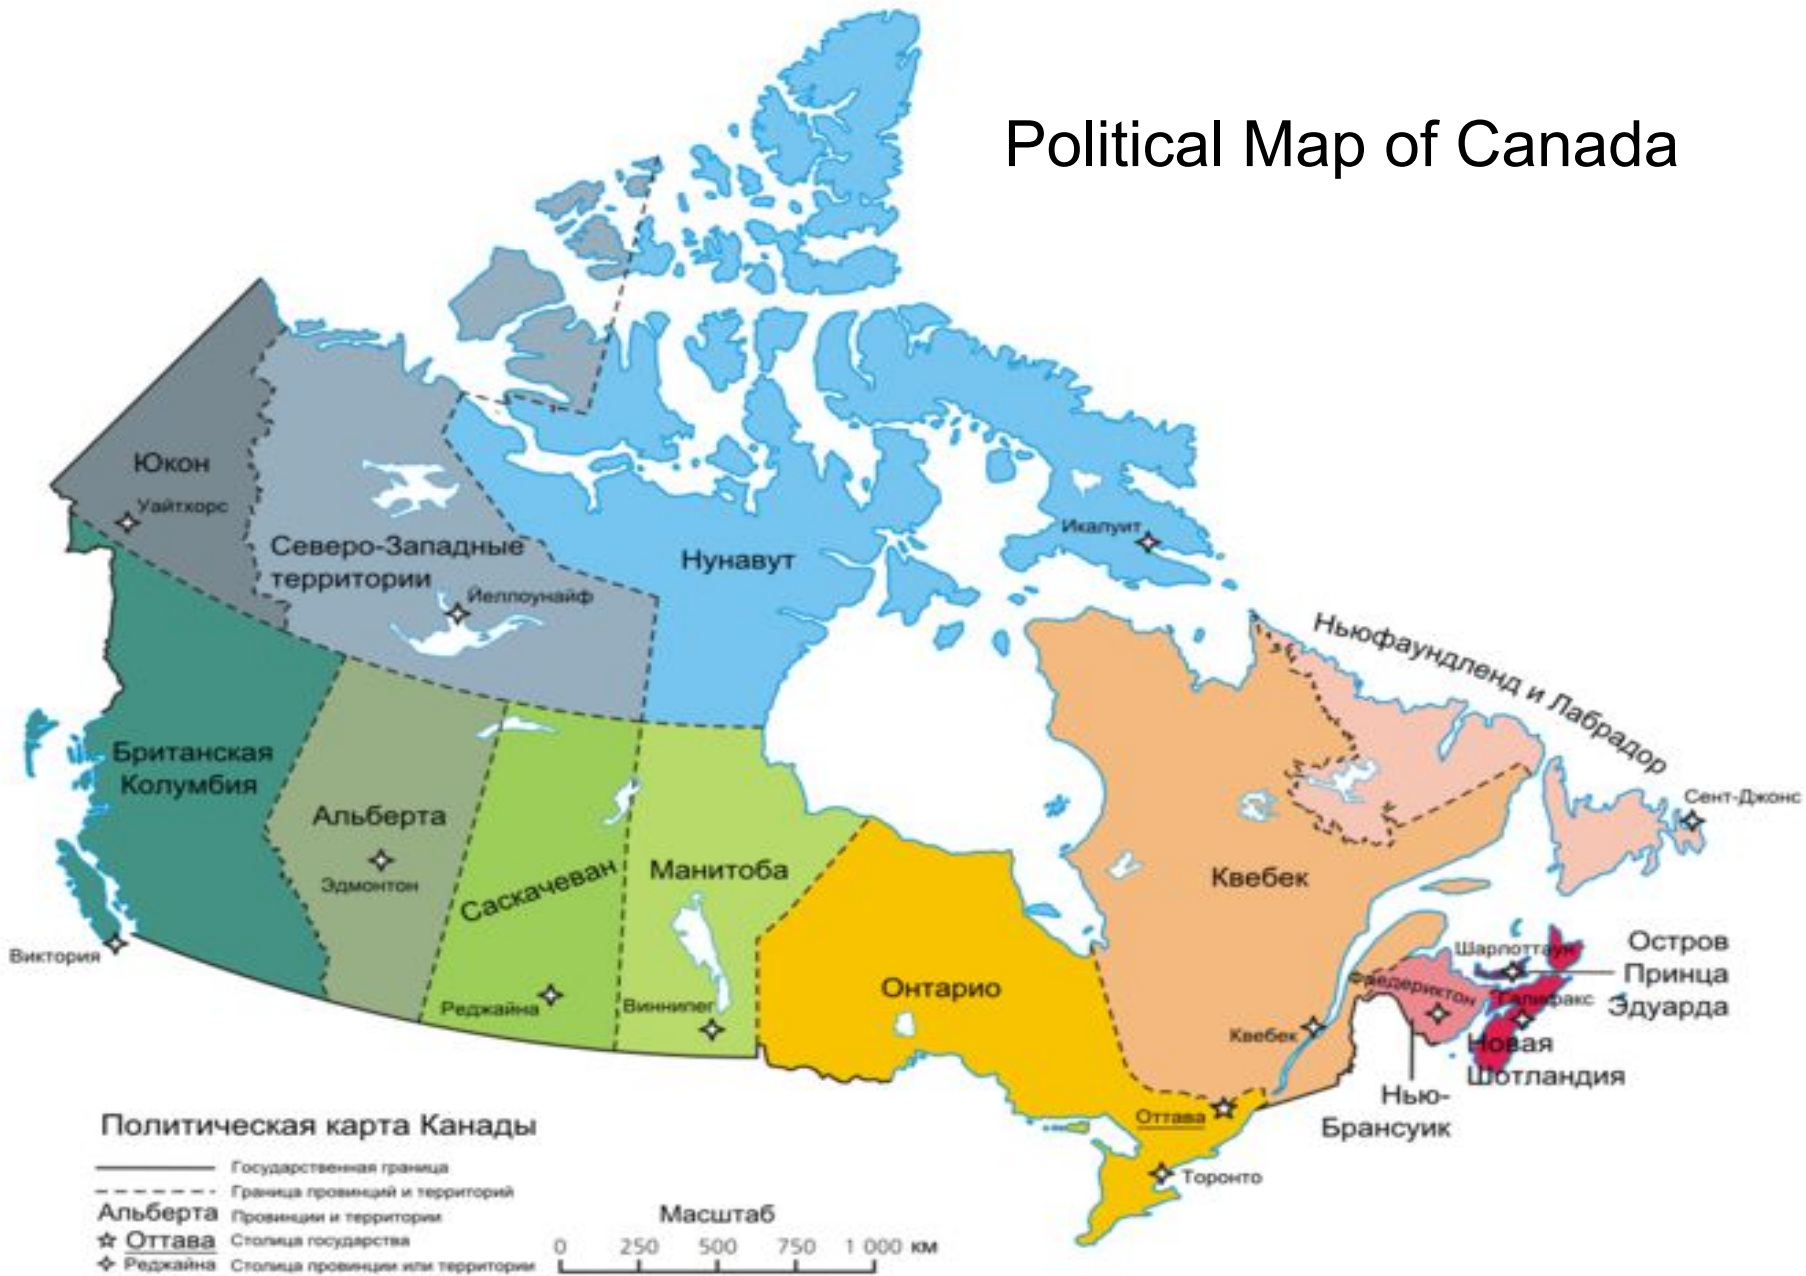 Political Map of Canada
Юкон
Уайтхорс
Северо-Западные
территории
Йеллоунайф
Нунавут
Икалуит
Ньюфаундленд и Лабрадор
Сент-Джонс
Британская
Колумбия
Виктория
Альберта
Эдмонтон
Саскачеван
Реджайна
Манитоба
Виннипег
Онтарио
Оттава
Торонто
Квебек
Квебек
Шарлоттаун
Остров
Принца
Эдуарда
Фредериктон
Галифакс
Новая
Шотландия
Нью-
Брансуик
Политическая карта Канады
Государственная граница
Граница провинций и территорий
Альберта Провинции и территории
Оттава Столица государства
Реджайна Столица провинции или территории
Масштаб
0 250 500 750 1 000 км